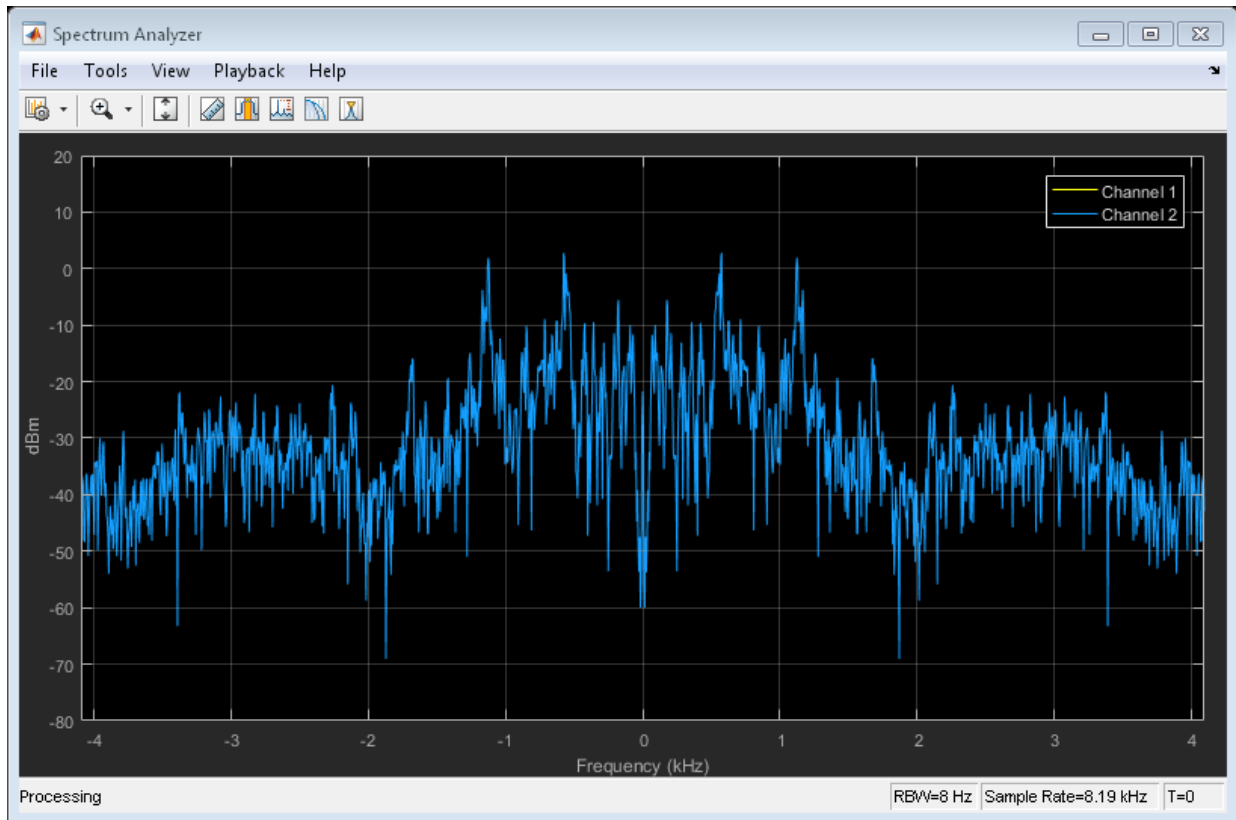 Spectrum Analyzer
File Tools View Playback Help
20
10
0
-10
-20
-30
-40
-50
-60
-70
-80
dBm
Channel 1
Channel 2
-4 -3 -2 -1 0 1 2 3 4
Frequency (kHz)
Processing RBW=8 Hz Sample Rate=8.19 kHz T=0